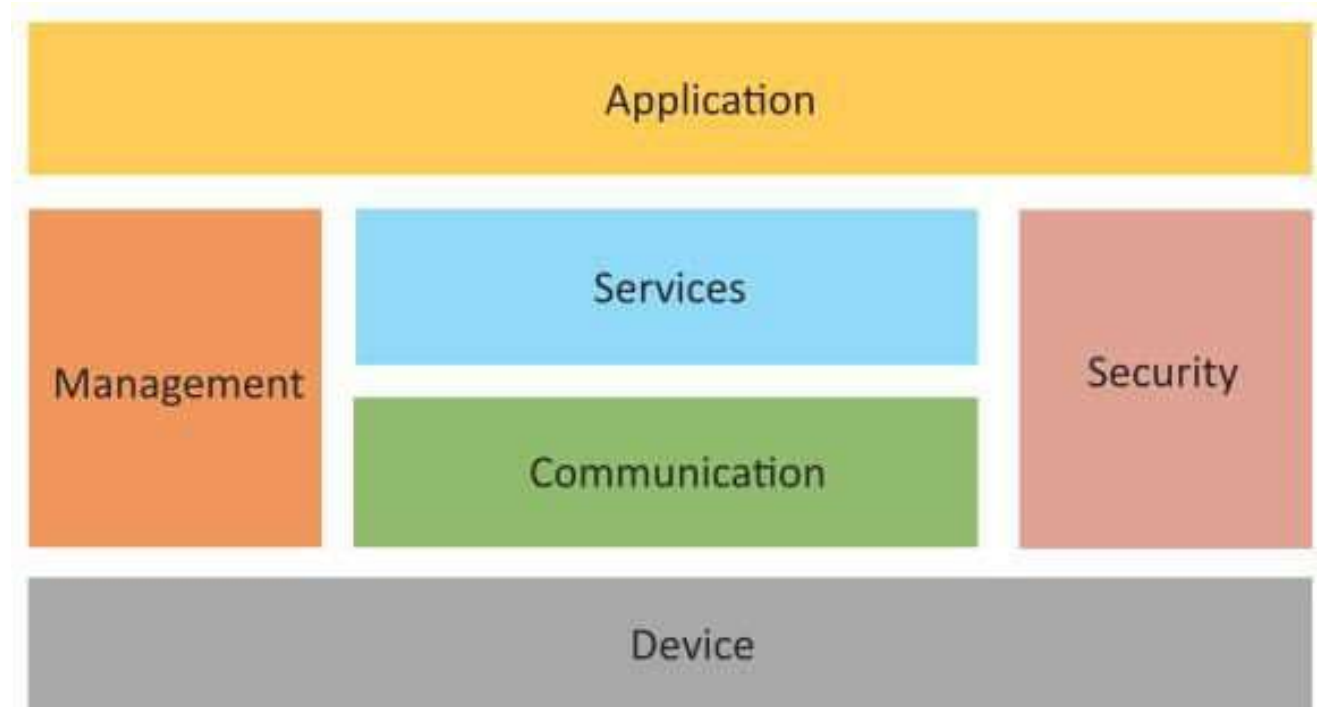 Application
Management
Services
Communication
Security
Device